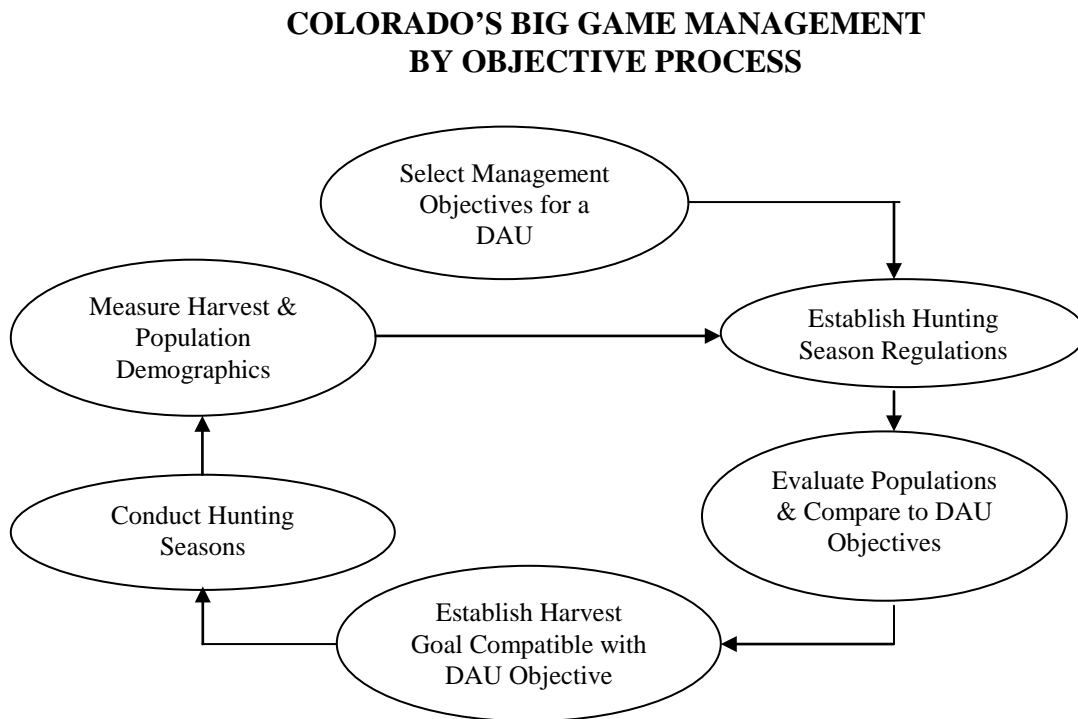 COLORADO’S BIG GAME MANAGEMENT
BY OBJECTIVE PROCESS
Select Management
Objectives for a
DAU
Establish Hunting
Season Regulations
Evaluate Populations
& Compare to DAU
Objectives
Establish Harvest
Goal Compatible with
DAU Objective
Conduct Hunting
Seasons
Measure Harvest &
Population
Demographics